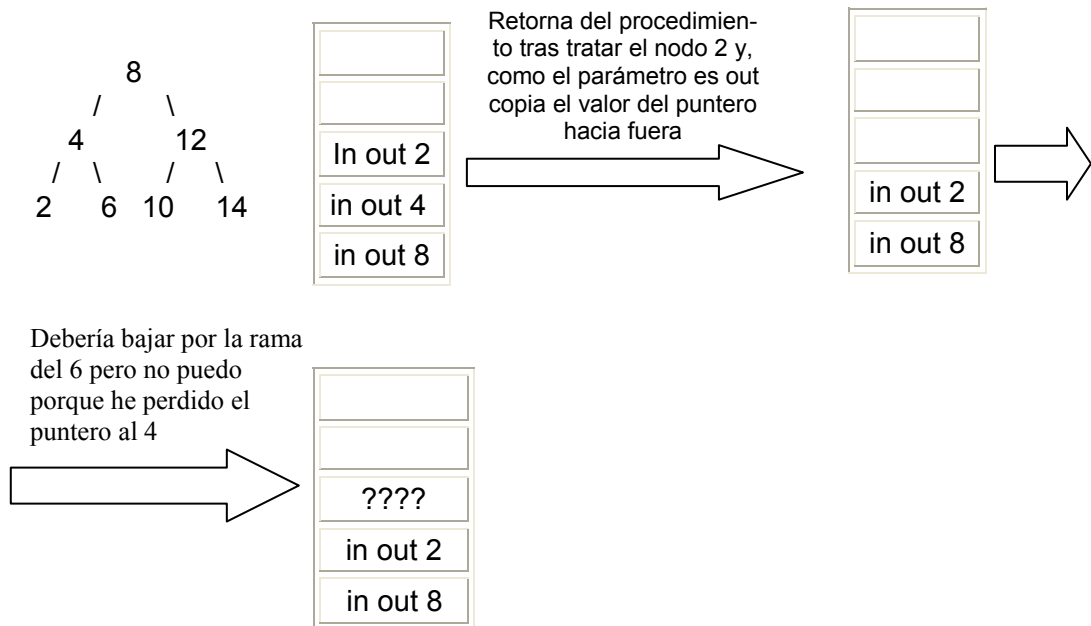 8
/ \
4 12
/ \ / \
2 6 10 14
In out 2
in out 4
in out 8
Retorna del procedimien-
to tras tratar el nodo 2 y,
como el parámetro es out
copia el valor del puntero
hacia fuera
in out 2
in out 8
Debería bajar por la rama
del 6 pero no puedo
porque he perdido el
puntero al 4
????
in out 2
in out 8